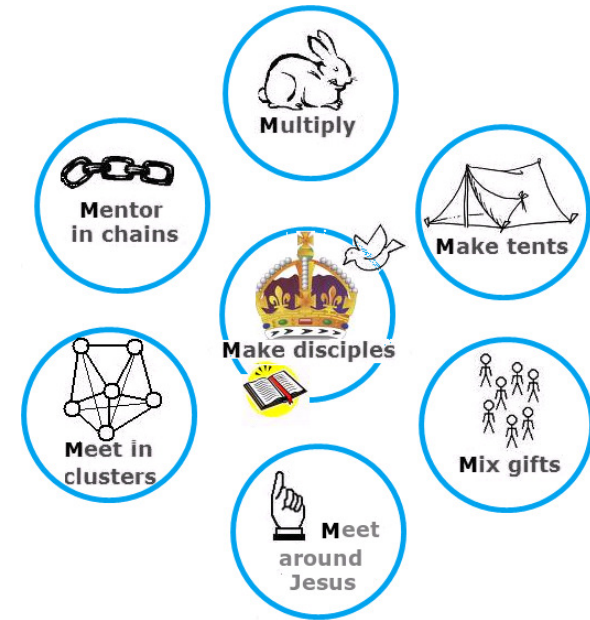 Multiply
Mentor
in chains
Make tents
Make disciples
Meet in
clusters
Mix gifts
Meet
around
Jesus